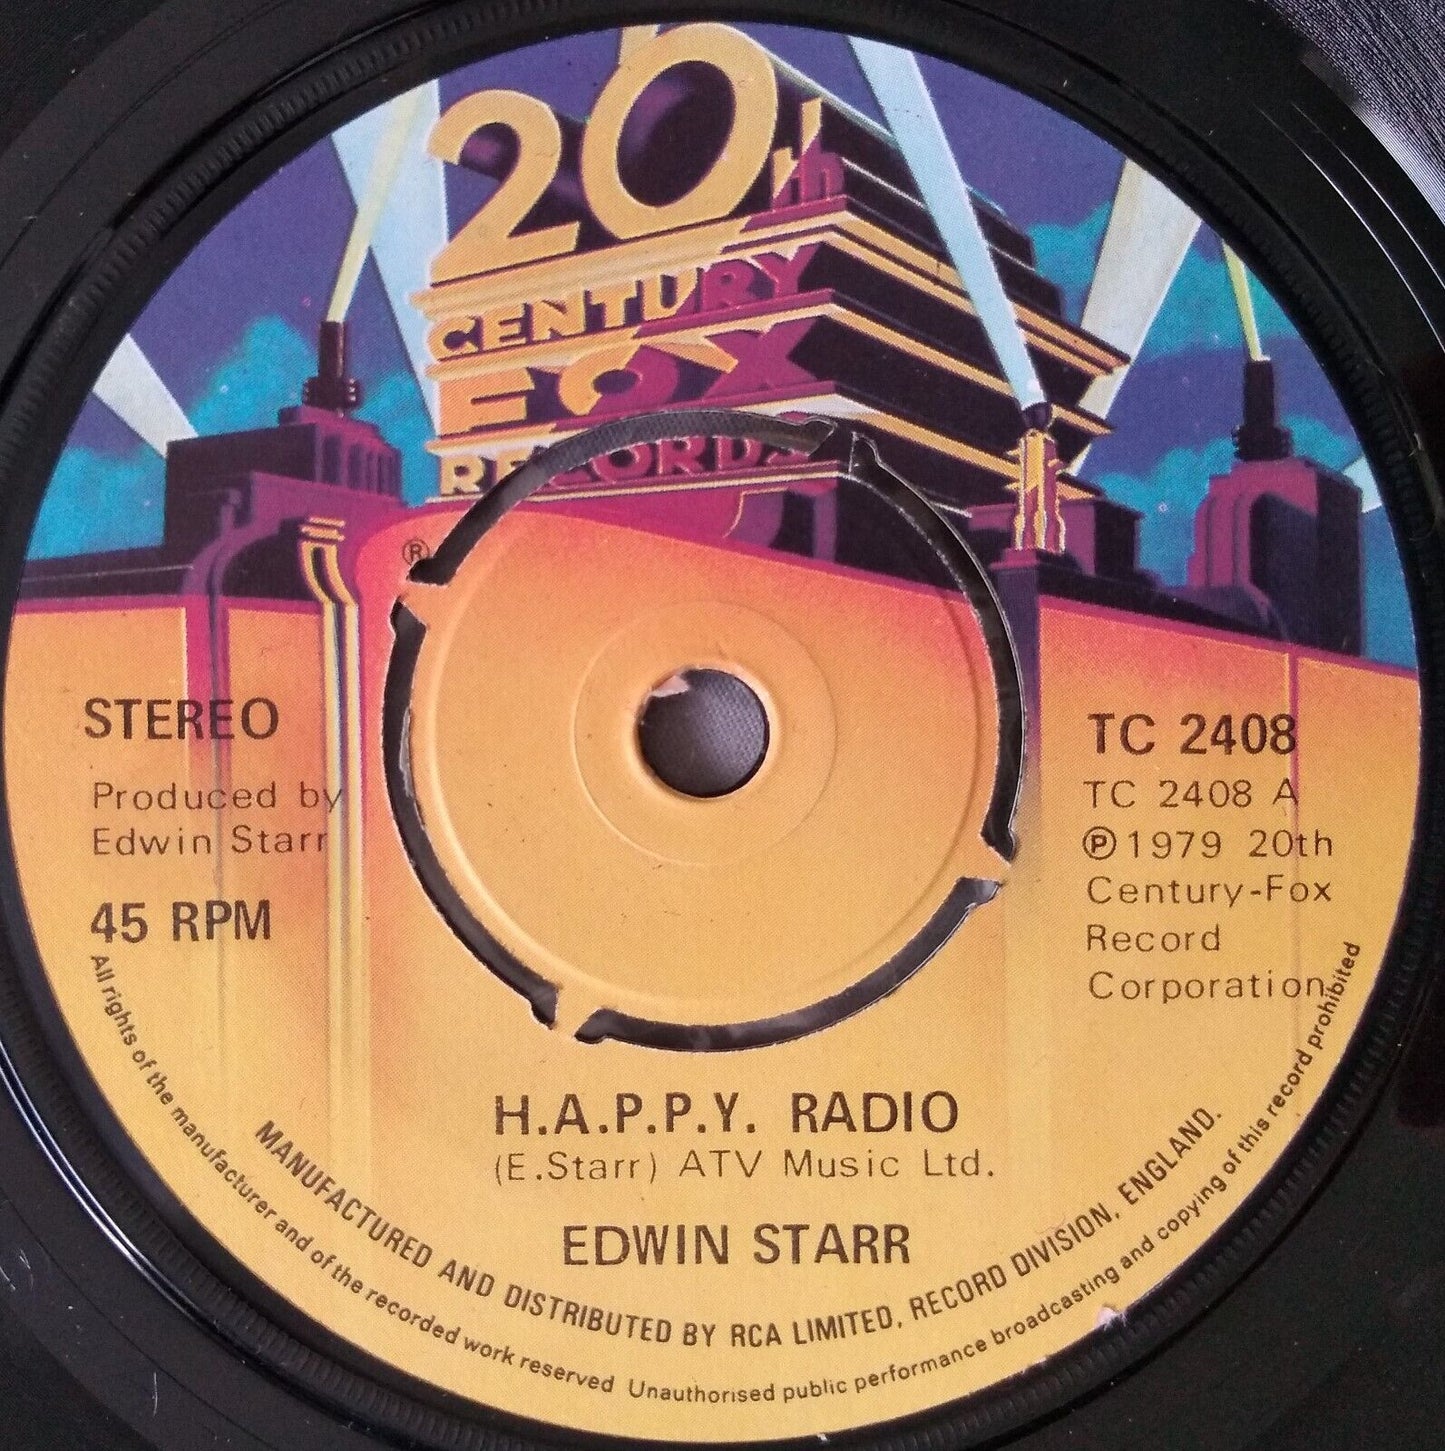 20th
CENTURY
FOX
RECORDS
®
STEREO
Produced by
Edwin Starr
45 RPM
TC 2408
TC 2408 A
Ⓟ 1979 20th
Century-Fox
Record
Corporation
H.A.P.P.Y. RADIO
(E.Starr) ATV Music Ltd.
EDWIN STARR
MANUFACTURED AND DISTRIBUTED BY RCA LIMITED, RECORD DIVISION, ENGLAND.
All rights of the manufacturer and of the recorded work reserved Unauthorised public performance broadcasting and copying of this record prohibited